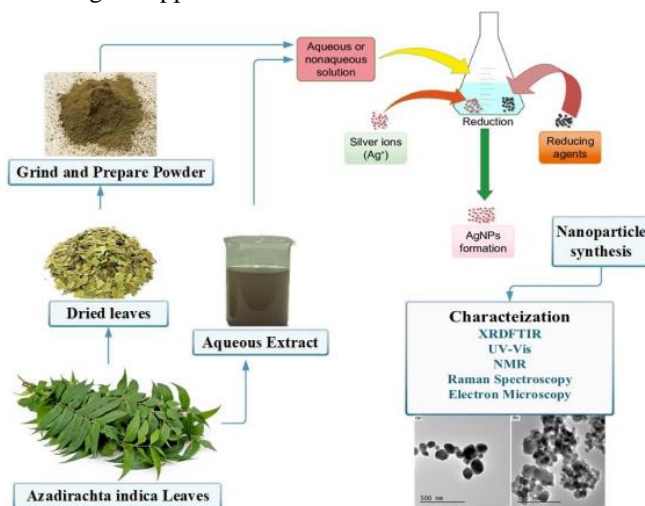 Aqueous or
nonaqueous
solution
Reduction
Silver ions
(Ag⁺)
Reducing
agents
Grind and Prepare Powder
AgNPs
formation
Nanoparticle
synthesis
Dried leaves
Aqueous Extract
Characteization
XRDFTIR
UV-Vis
NMR
Raman Spectroscopy
Electron Microscopy
Azadirachta indica Leaves
500 nm